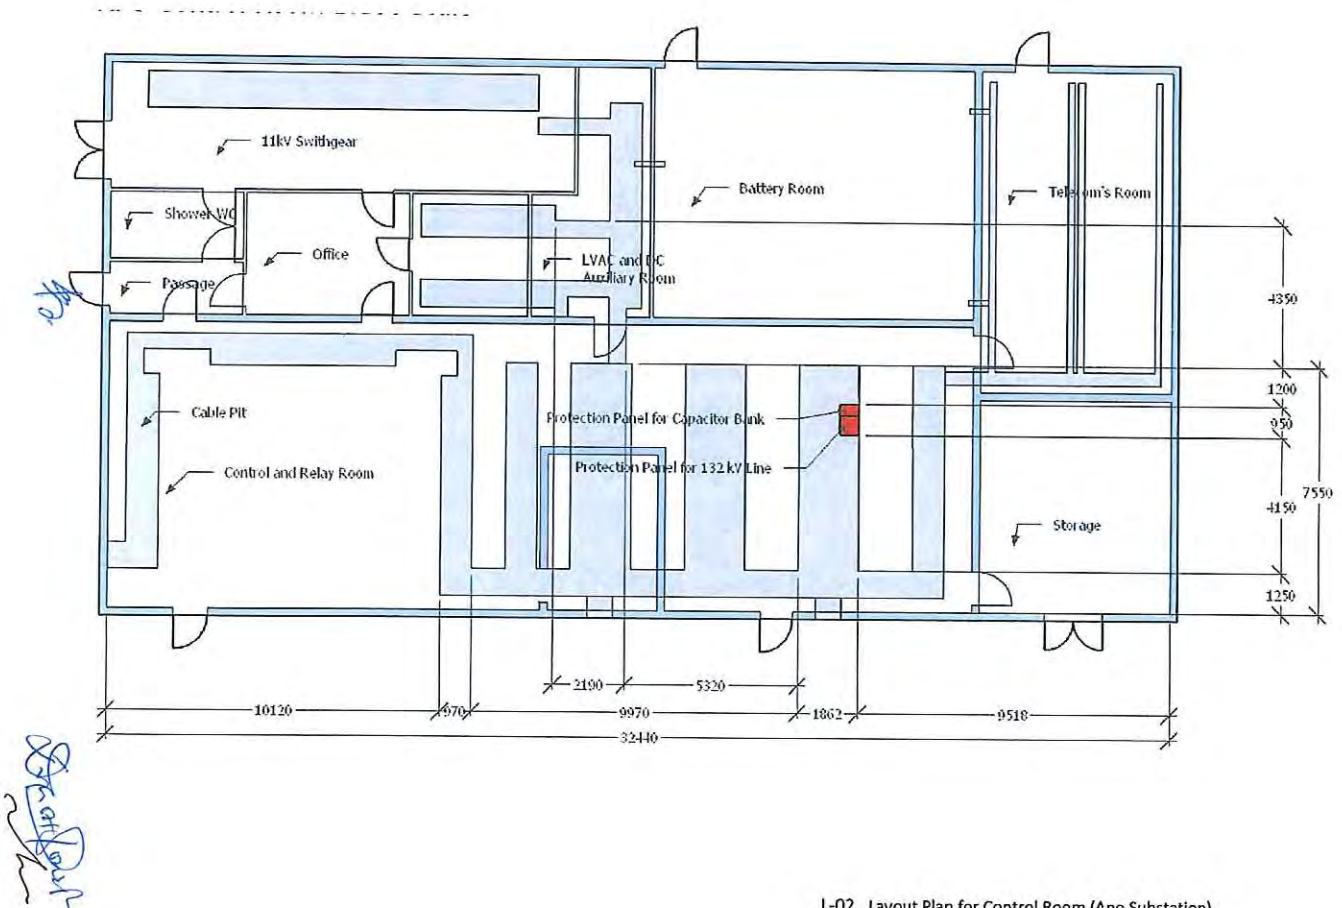 11kV Swithgear
Battery Room
Telecom's Room
Shower WC
Office
LVAC and DC
Auxiliary Room
Passage
4350
1200
Cable Pit
Protection Panel for Capacitor Bank
950
Control and Relay Room
Protection Panel for 132 kV Line
7550
4150
Storage
1250
2190
5320
10120
970
9970
1862
9518
32440
L-02 Layout Plan for Control Room (Apo Substation)